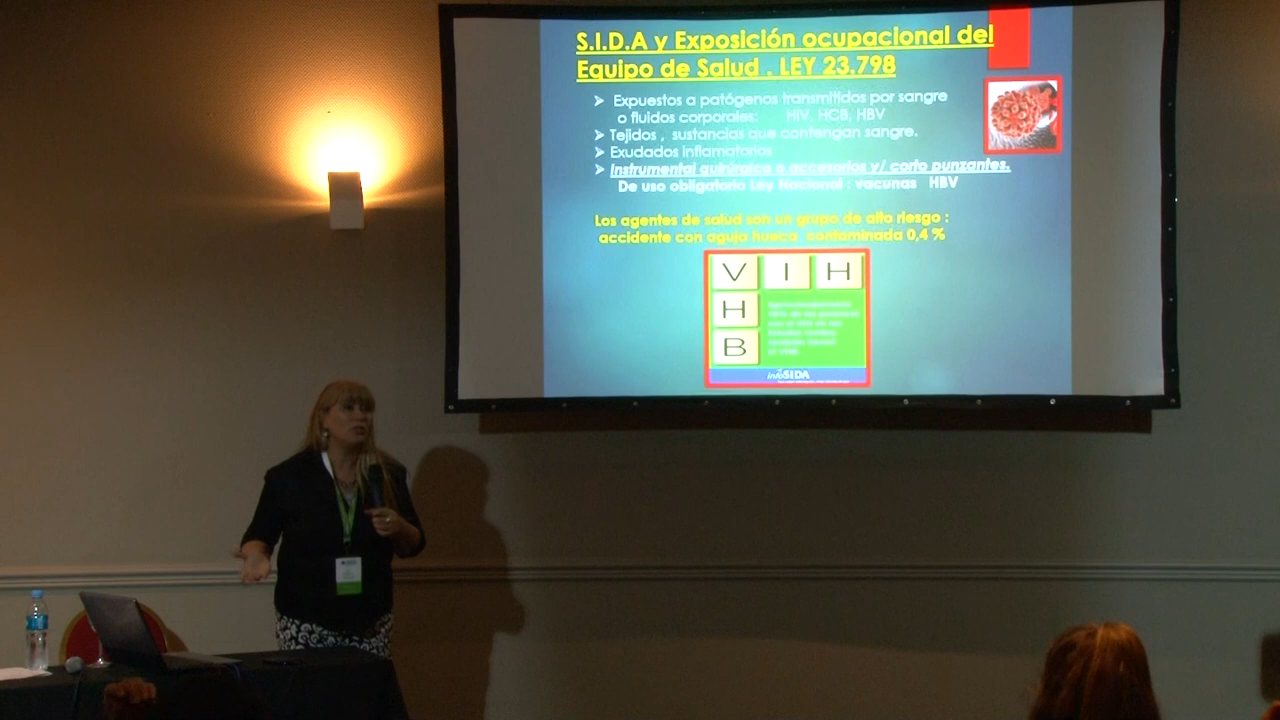 S.I.D.A y Exposición ocupacional del
Equipo de Salud . LEY 23.798
Expuestos a patógenos transmitidos por sangre
o fluidos corporales: HIV, HCB, HBV
Tejidos , sustancias que contengan sangre.
Exudados inflamatorios
Instrumental quirúrgico o accesorios y/ corto punzantes.
De uso obligatorio Ley Nacional : vacunas HBV
Los agentes de salud son un grupo de alto riesgo :
accidente con aguja hueca contaminada 0,4 %
V I H
H
B
infoSIDA